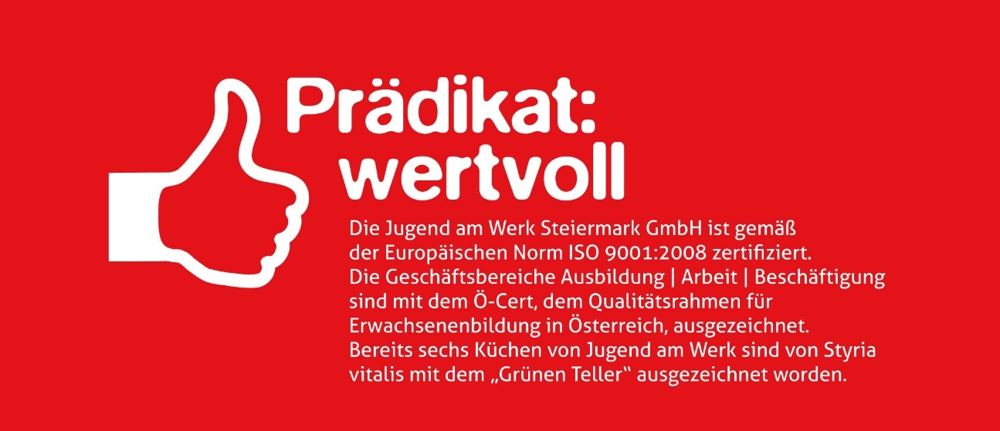 Prädikat:
wertvoll
Die Jugend am Werk Steiermark GmbH ist gemäß
der Europäischen Norm ISO 9001:2008 zertifiziert.
Die Geschäftsbereiche Ausbildung | Arbeit | Beschäftigung
sind mit dem Ö-Cert, dem Qualitätsrahmen für
Erwachsenenbildung in Österreich, ausgezeichnet.
Bereits sechs Küchen von Jugend am Werk sind von Styria
vitalis mit dem „Grünen Teller“ ausgezeichnet worden.